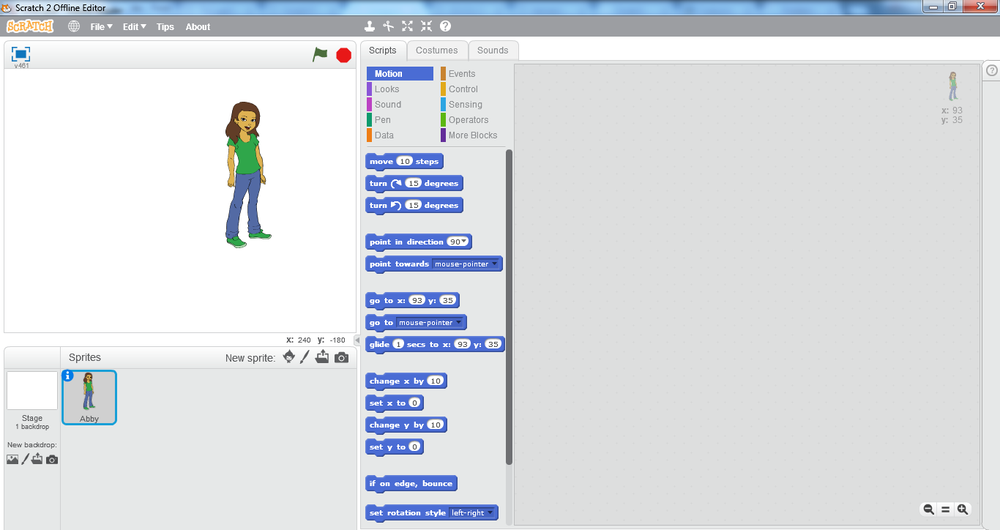 Scratch 2 Offline Editor
SCRATCH File Edit Tips About
v461
x: 240 y: -180
Sprites New sprite:
Abby
Stage
1 backdrop
New backdrop:
Scripts Costumes Sounds
Motion Events
Looks Control
Sound Sensing
Pen Operators
Data More Blocks
move 10 steps
turn 15 degrees
turn 15 degrees
point in direction 90
point towards mouse-pointer
go to x: 93 y: 35
go to mouse-pointer
glide 1 secs to x: 93 y: 35
change x by 10
set x to 0
change y by 10
set y to 0
if on edge, bounce
set rotation style left-right
x: 93
y: 35